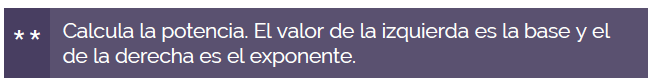 ** Calcula la potencia. El valor de la izquierda es la base y el
de la derecha es el exponente.